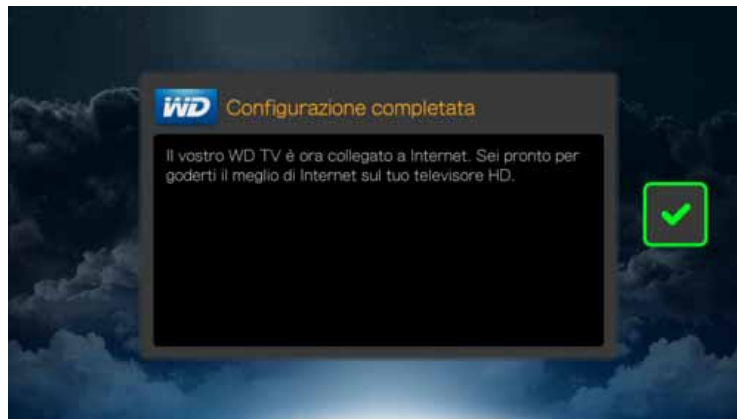 WD Configurazione completata
Il vostro WD TV è ora collegato a Internet. Sei pronto per
goderti il meglio di Internet sul tuo televisore HD.